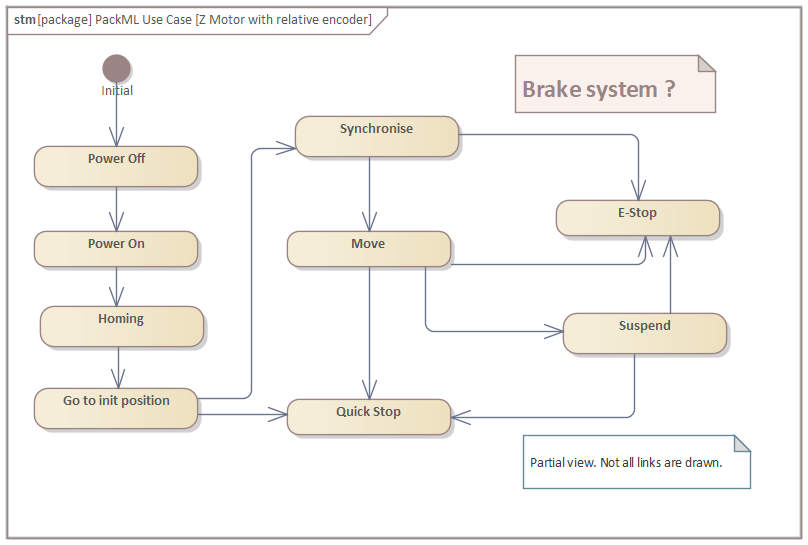 stm [package] PackML Use Case [Z Motor with relative encoder]
Initial
Power Off
Power On
Homing
Go to init position
Synchronise
Move
Quick Stop
Brake system ?
E-Stop
Suspend
Partial view. Not all links are drawn.